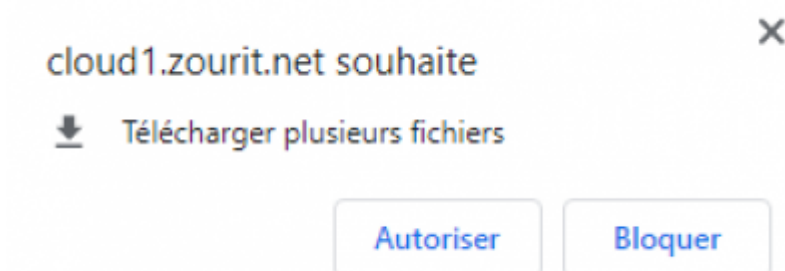 cloud1.zourit.net souhaite
Télécharger plusieurs fichiers
Autoriser Bloquer